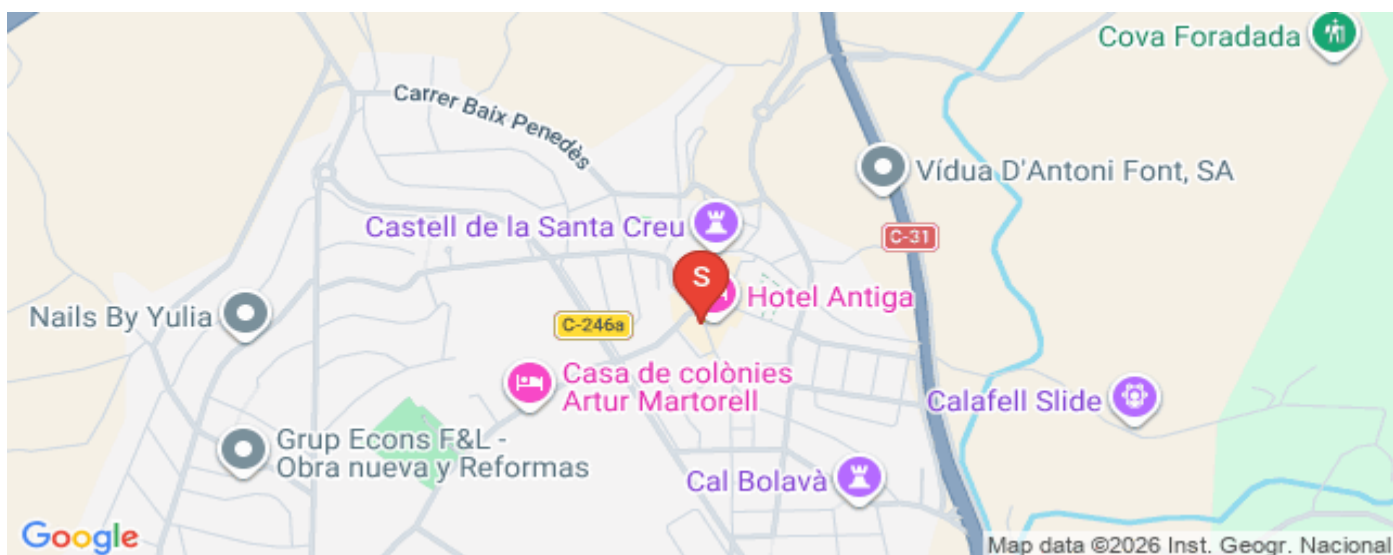 Cova Foradada
Carrer Baix Penedès
Vídua D'Antoni Font, SA
Castell de la Santa Creu
C-31
S
Hotel Antiga
Nails By Yulia
C-246a
Casa de colònies
Artur Martorell
Calafell Slide
Grup Econs F&L -
Obra nueva y Reformas
Cal Bolavà
Google
Map data ©2026 Inst. Geogr. Nacional